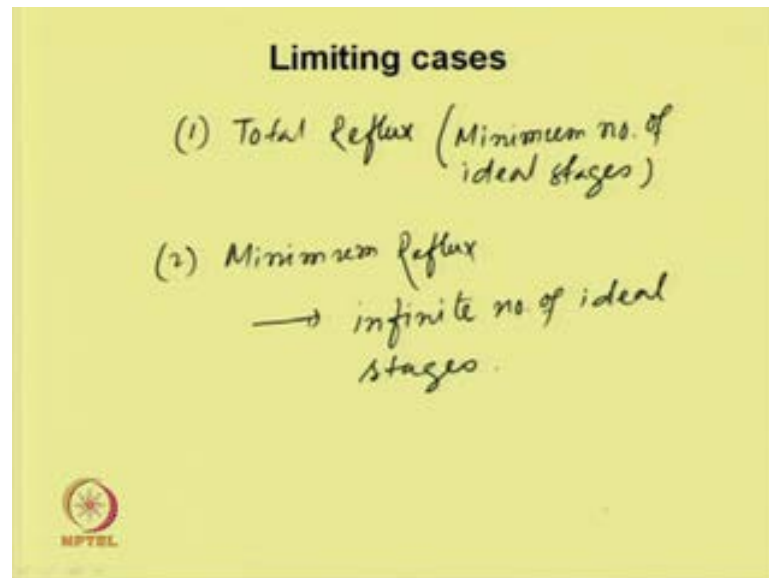 Limiting cases
(1) Total Reflux (Minimum no. of
ideal stages)
(2) Minimum Reflux
→ infinite no. of ideal
stages.
NPTEL